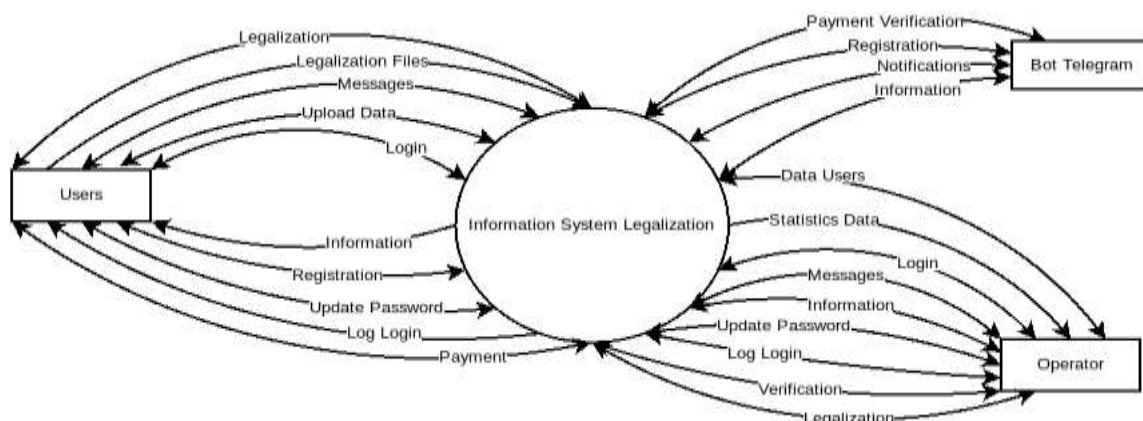 Legalization
Legalization Files
Messages
Upload Data
Login
Users
Information
Registration
Update Password
Log Login
Payment
Information System Legalization
Payment Verification
Registration
Notifications
Information
Bot Telegram
Data Users
Statistics Data
Login
Messages
Information
Update Password
Log Login
Verification
Legalization
Operator